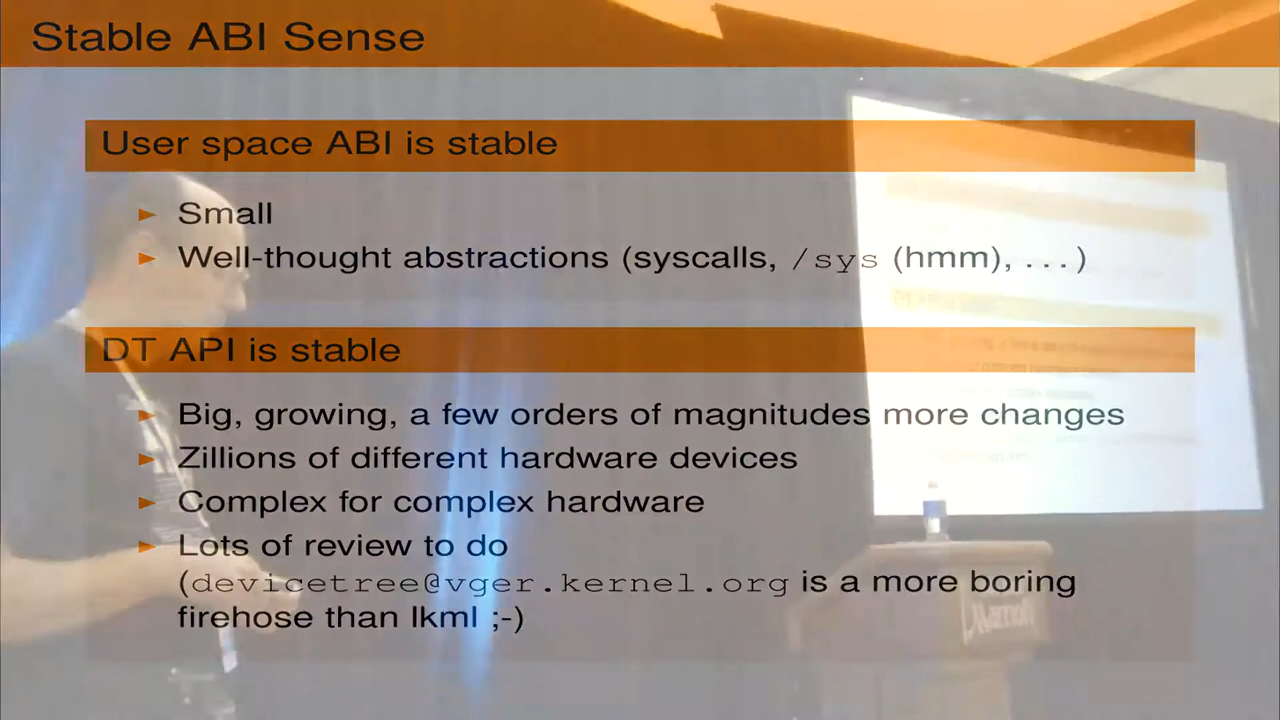 Stable ABI Sense
User space ABI is stable
► Small
► Well-thought abstractions (syscalls, /sys (hmm), ...)
DT API is stable
► Big, growing, a few orders of magnitudes more changes
► Zillions of different hardware devices
► Complex for complex hardware
► Lots of review to do
(devicetree@vger.kernel.org is a more boring
firehose than lkml ;-)
Marriott